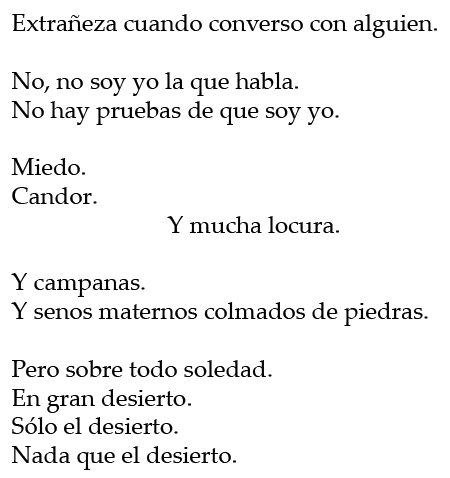 Extrañeza cuando converso con alguien.
No, no soy yo la que habla.
No hay pruebas de que soy yo.
Miedo.
Candor.
Y mucha locura.
Y campanas.
Y senos maternos colmados de piedras.
Pero sobre todo soledad.
En gran desierto.
Sólo el desierto.
Nada que el desierto.